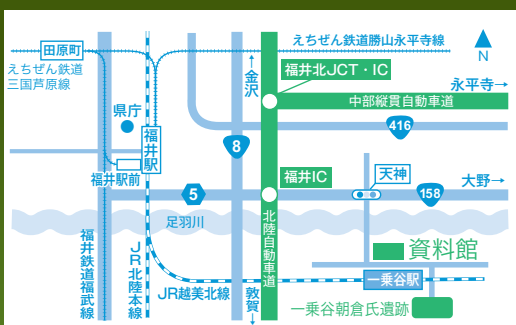 田原町
えちぜん鉄道勝山永平寺線
N
えちぜん鉄道
三国芦原線
←金沢
福井北JCT・IC
永平寺→
中部縦貫自動車道
県庁
416
福井駅
8
福井駅前
福井IC
天神
5
158
大野→
足羽川
北陸自動車道
福井鉄道福武線
JR北陸本線
資料館
JR越美北線
敦賀→
一乗谷駅
一乗谷朝倉氏遺跡